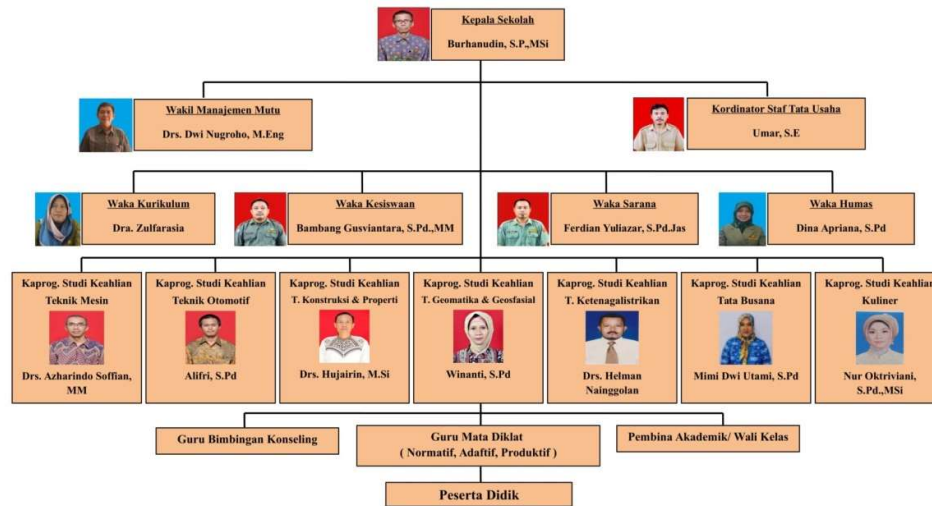 Kepala Sekolah
Burhanudin, S.P.,MSi
Wakil Manajemen Mutu
Drs. Dwi Nugroho, M.Eng
Kordinator Staf Tata Usaha
Umar, S.E
Waka Kurikulum
Dra. Zulfarasia
Waka Kesiswaan
Bambang Gusviantara, S.Pd.,MM
Waka Sarana
Ferdian Yuliazar, S.Pd.Jas
Waka Humas
Dina Apriana, S.Pd
Kaprog. Studi Keahlian
Teknik Mesin
Drs. Azharindo Soffian,
MM
Kaprog. Studi Keahlian
Teknik Otomotif
Alifri, S.Pd
Kaprog. Studi Keahlian
T. Konstruksi & Properti
Drs. Hujairin, M.Si
Kaprog. Studi Keahlian
T. Geomatika & Geosfasial
Winanti, S.Pd
Kaprog. Studi Keahlian
T. Ketenagalistrikan
Drs. Helman
Nainggolan
Kaprog. Studi Keahlian
Tata Busana
Mimi Dwi Utami, S.Pd
Kaprog. Studi Keahlian
Kuliner
Nur Oktriviani,
S.Pd.,MSi
Guru Bimbingan Konseling
Guru Mata Diklat
( Normatif, Adaftif, Produktif )
Pembina Akademik/ Wali Kelas
Peserta Didik